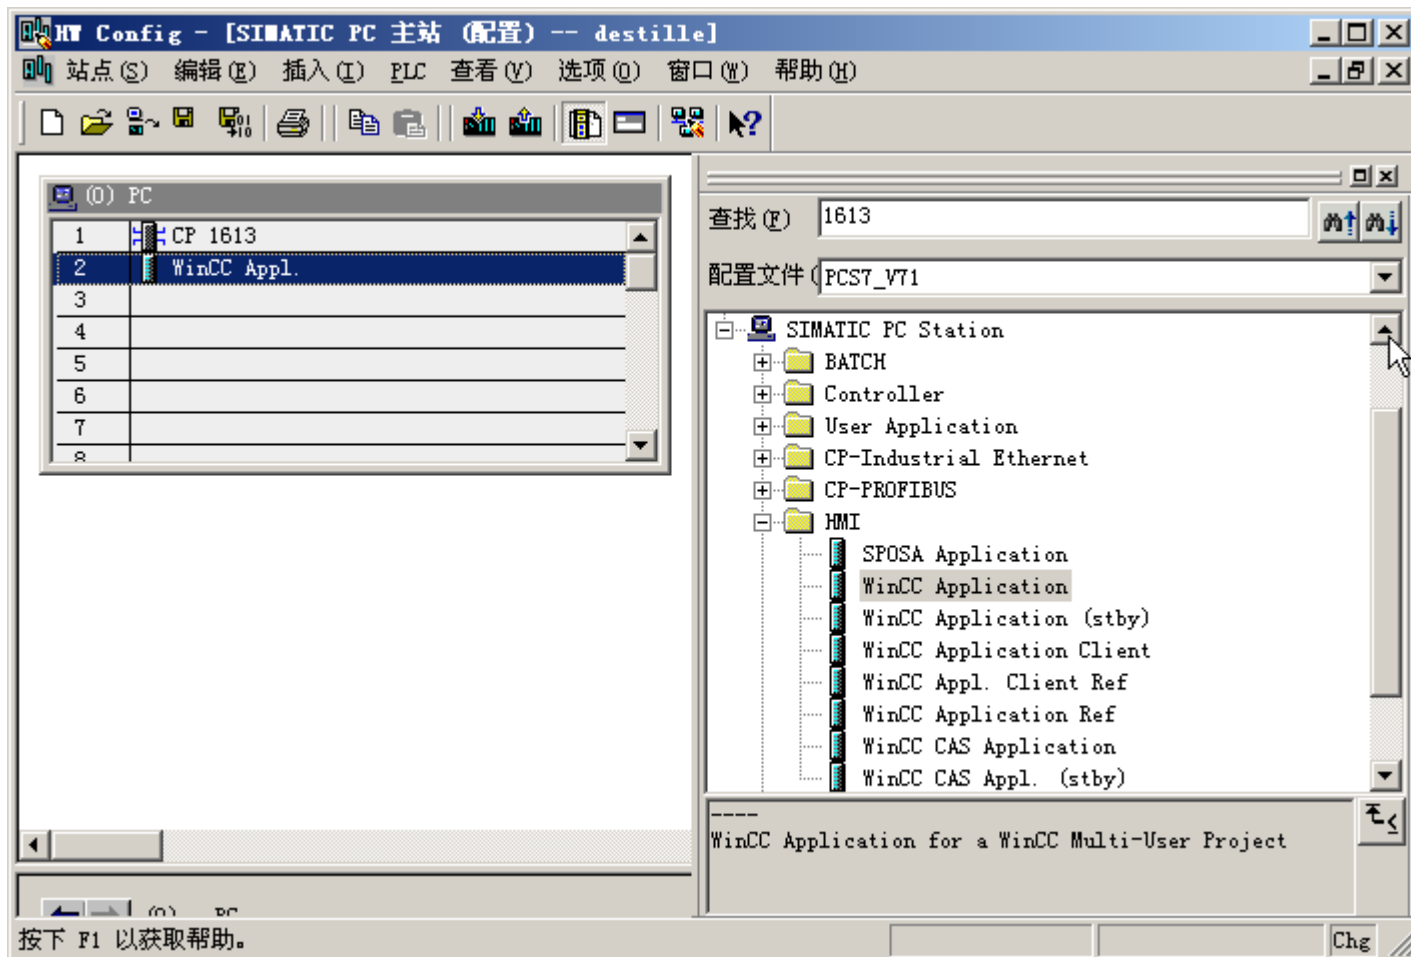 HW Config - [SIMATIC PC 主站 (配置) -- destille]
站点(S) 编辑(E) 插入(I) PLC 查看(V) 选项(O) 窗口(W) 帮助(H)
(0) PC
1 CP 1613
2 WinCC Appl.
3
4
5
6
7
8
查找(F) 1613
配置文件( PCS7_V71
SIMATIC PC Station
BATCH
Controller
User Application
CP-Industrial Ethernet
CP-PROFIBUS
HMI
SPOSA Application
WinCC Application
WinCC Application (stby)
WinCC Application Client
WinCC Appl. Client Ref
WinCC Application Ref
WinCC CAS Application
WinCC CAS Appl. (stby)
----
WinCC Application for a WinCC Multi-User Project
(0) PC
按下 F1 以获取帮助。
Chg